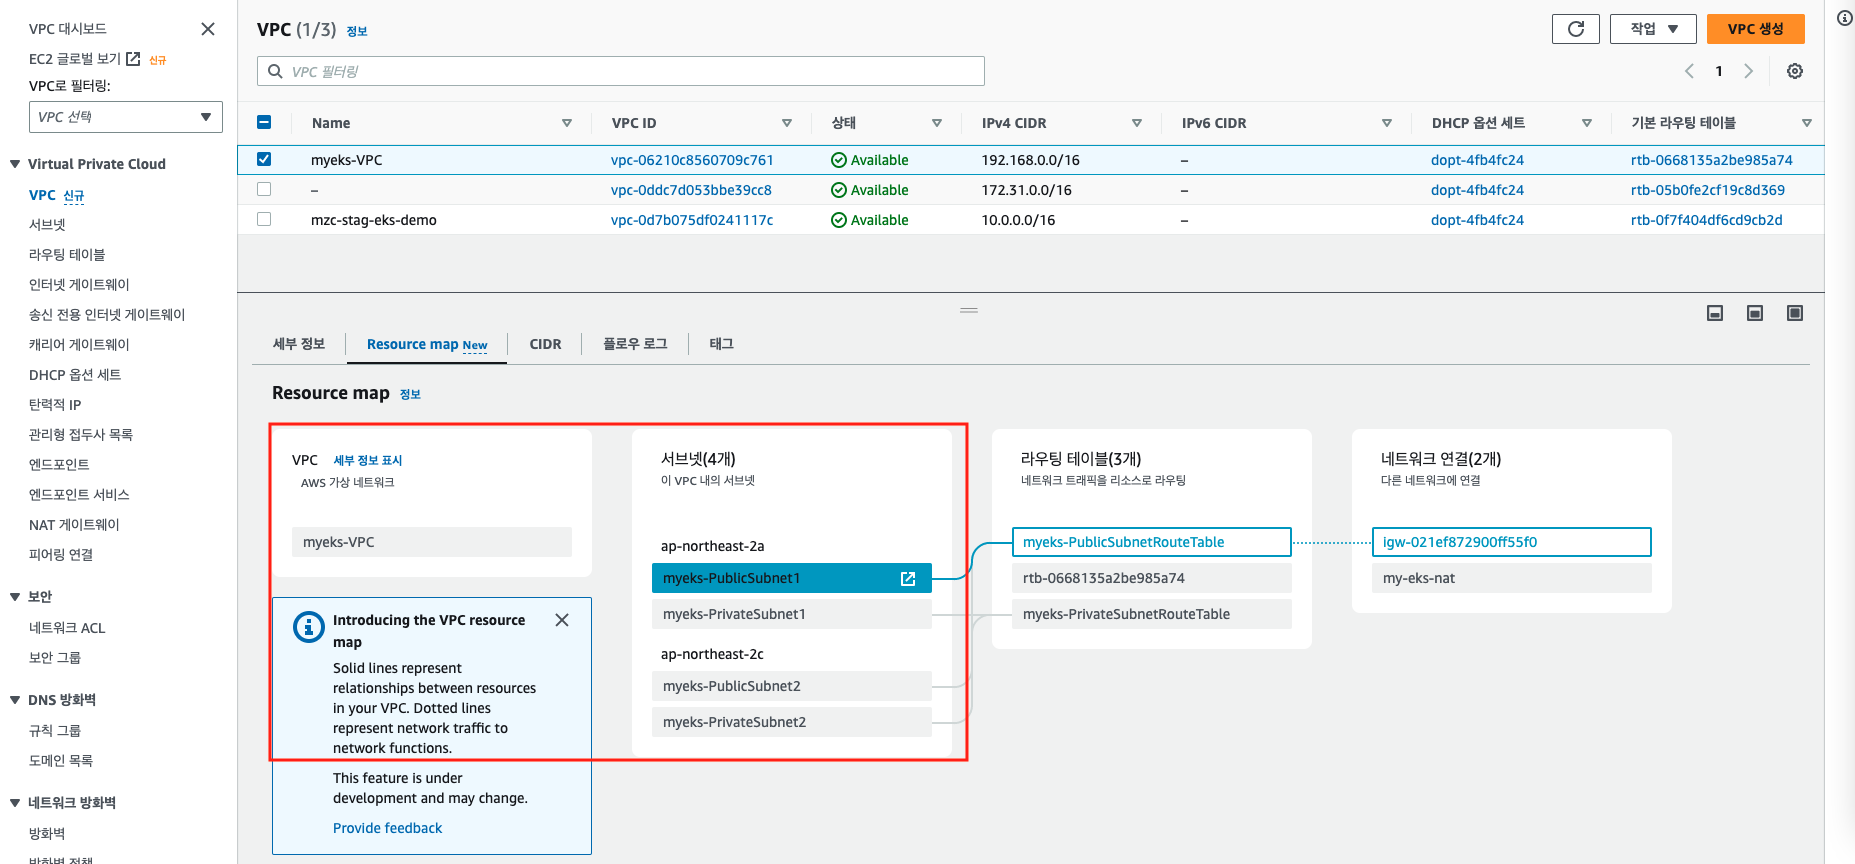 VPC 대시보드
EC2 글로벌 보기 신규
VPC로 필터링:
VPC 선택
Virtual Private Cloud
VPC 신규
서브넷
라우팅 테이블
인터넷 게이트웨이
송신 전용 인터넷 게이트웨이
캐리어 게이트웨이
DHCP 옵션 세트
탄력적 IP
관리형 접두사 목록
엔드포인트
엔드포인트 서비스
NAT 게이트웨이
피어링 연결
보안
네트워크 ACL
보안 그룹
DNS 방화벽
규칙 그룹
도메인 목록
네트워크 방화벽
방화벽
방화벽 정책
VPC (1/3) 정보
작업
VPC 생성
VPC 필터링
1
Name VPC ID 상태 IPv4 CIDR IPv6 CIDR DHCP 옵션 세트 기본 라우팅 테이블
myeks-VPC vpc-06210c8560709c761 Available 192.168.0.0/16 – dopt-4fb4fc24 rtb-0668135a2be985a74
– vpc-0ddc7d053bbe39cc8 Available 172.31.0.0/16 – dopt-4fb4fc24 rtb-05b0fe2cf19c8d369
mzc-stag-eks-demo vpc-0d7b075df0241117c Available 10.0.0.0/16 – dopt-4fb4fc24 rtb-0f7f404df6cd9cb2d
세부 정보 Resource map New CIDR 플로우 로그 태그
Resource map 정보
VPC 세부 정보 표시
AWS 가상 네트워크
myeks-VPC
Introducing the VPC resource
map
Solid lines represent
relationships between resources
in your VPC. Dotted lines
represent network traffic to
network functions.
This feature is under
development and may change.
Provide feedback
서브넷(4개)
이 VPC 내의 서브넷
ap-northeast-2a
myeks-PublicSubnet1
myeks-PrivateSubnet1
ap-northeast-2c
myeks-PublicSubnet2
myeks-PrivateSubnet2
라우팅 테이블(3개)
네트워크 트래픽을 리소스로 라우팅
myeks-PublicSubnetRouteTable
rtb-0668135a2be985a74
myeks-PrivateSubnetRouteTable
네트워크 연결(2개)
다른 네트워크에 연결
igw-021ef872900ff55f0
my-eks-nat